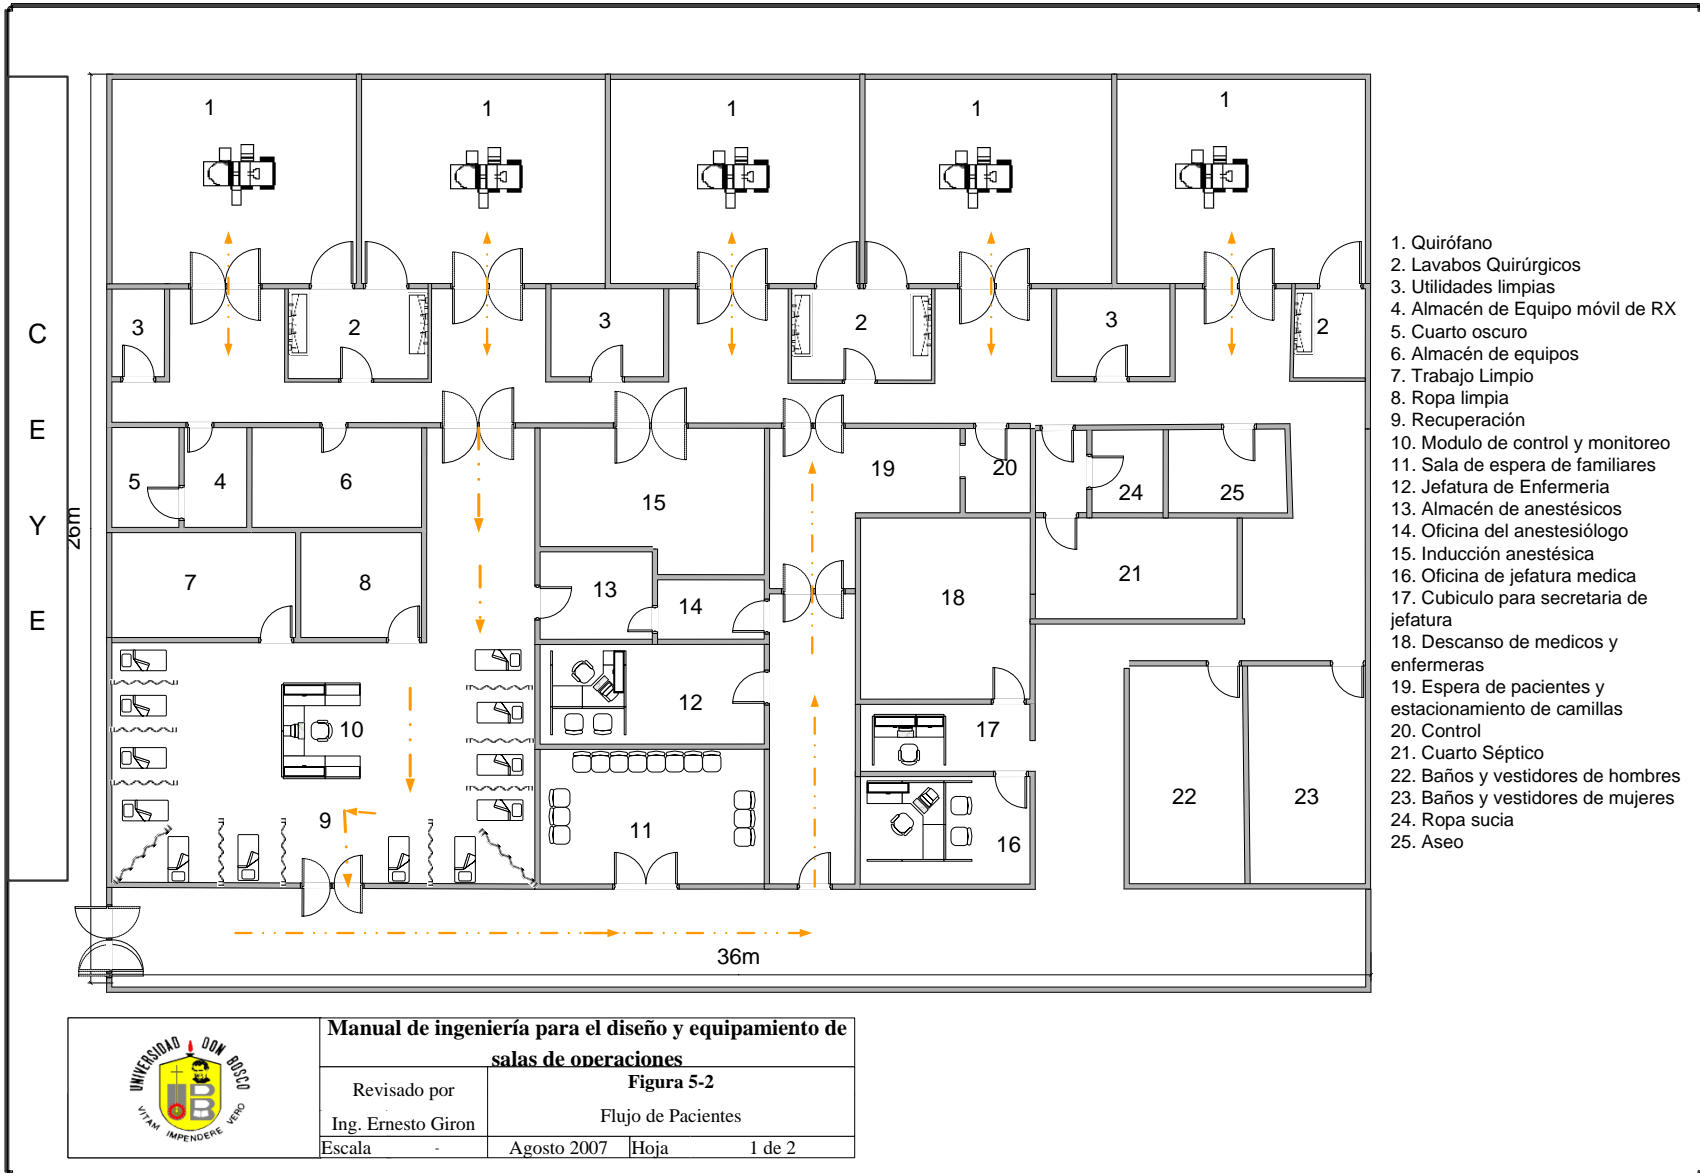 1 1 1 1 1
3 2 3 2 3 2
C
E
Y
E
26m
5 4 6 15 19 20 24 25
7 8 13 14 18 21
10 12 17 22 23
9 11 16
36m
1. Quirófano
2. Lavabos Quirúrgicos
3. Utilidades limpias
4. Almacén de Equipo móvil de RX
5. Cuarto oscuro
6. Almacén de equipos
7. Trabajo Limpio
8. Ropa limpia
9. Recuperación
10. Modulo de control y monitoreo
11. Sala de espera de familiares
12. Jefatura de Enfermeria
13. Almacén de anestésicos
14. Oficina del anestesiólogo
15. Inducción anestésica
16. Oficina de jefatura medica
17. Cubiculo para secretaria de
jefatura
18. Descanso de medicos y
enfermeras
19. Espera de pacientes y
estacionamiento de camillas
20. Control
21. Cuarto Séptico
22. Baños y vestidores de hombres
23. Baños y vestidores de mujeres
24. Ropa sucia
25. Aseo
UNIVERSIDAD DON BOSCO
VITAM IMPENDERE VERO
Manual de ingeniería para el diseño y equipamiento de
salas de operaciones
Revisado por
Ing. Ernesto Giron
Figura 5-2
Flujo de Pacientes
Escala - Agosto 2007 Hoja 1 de 2